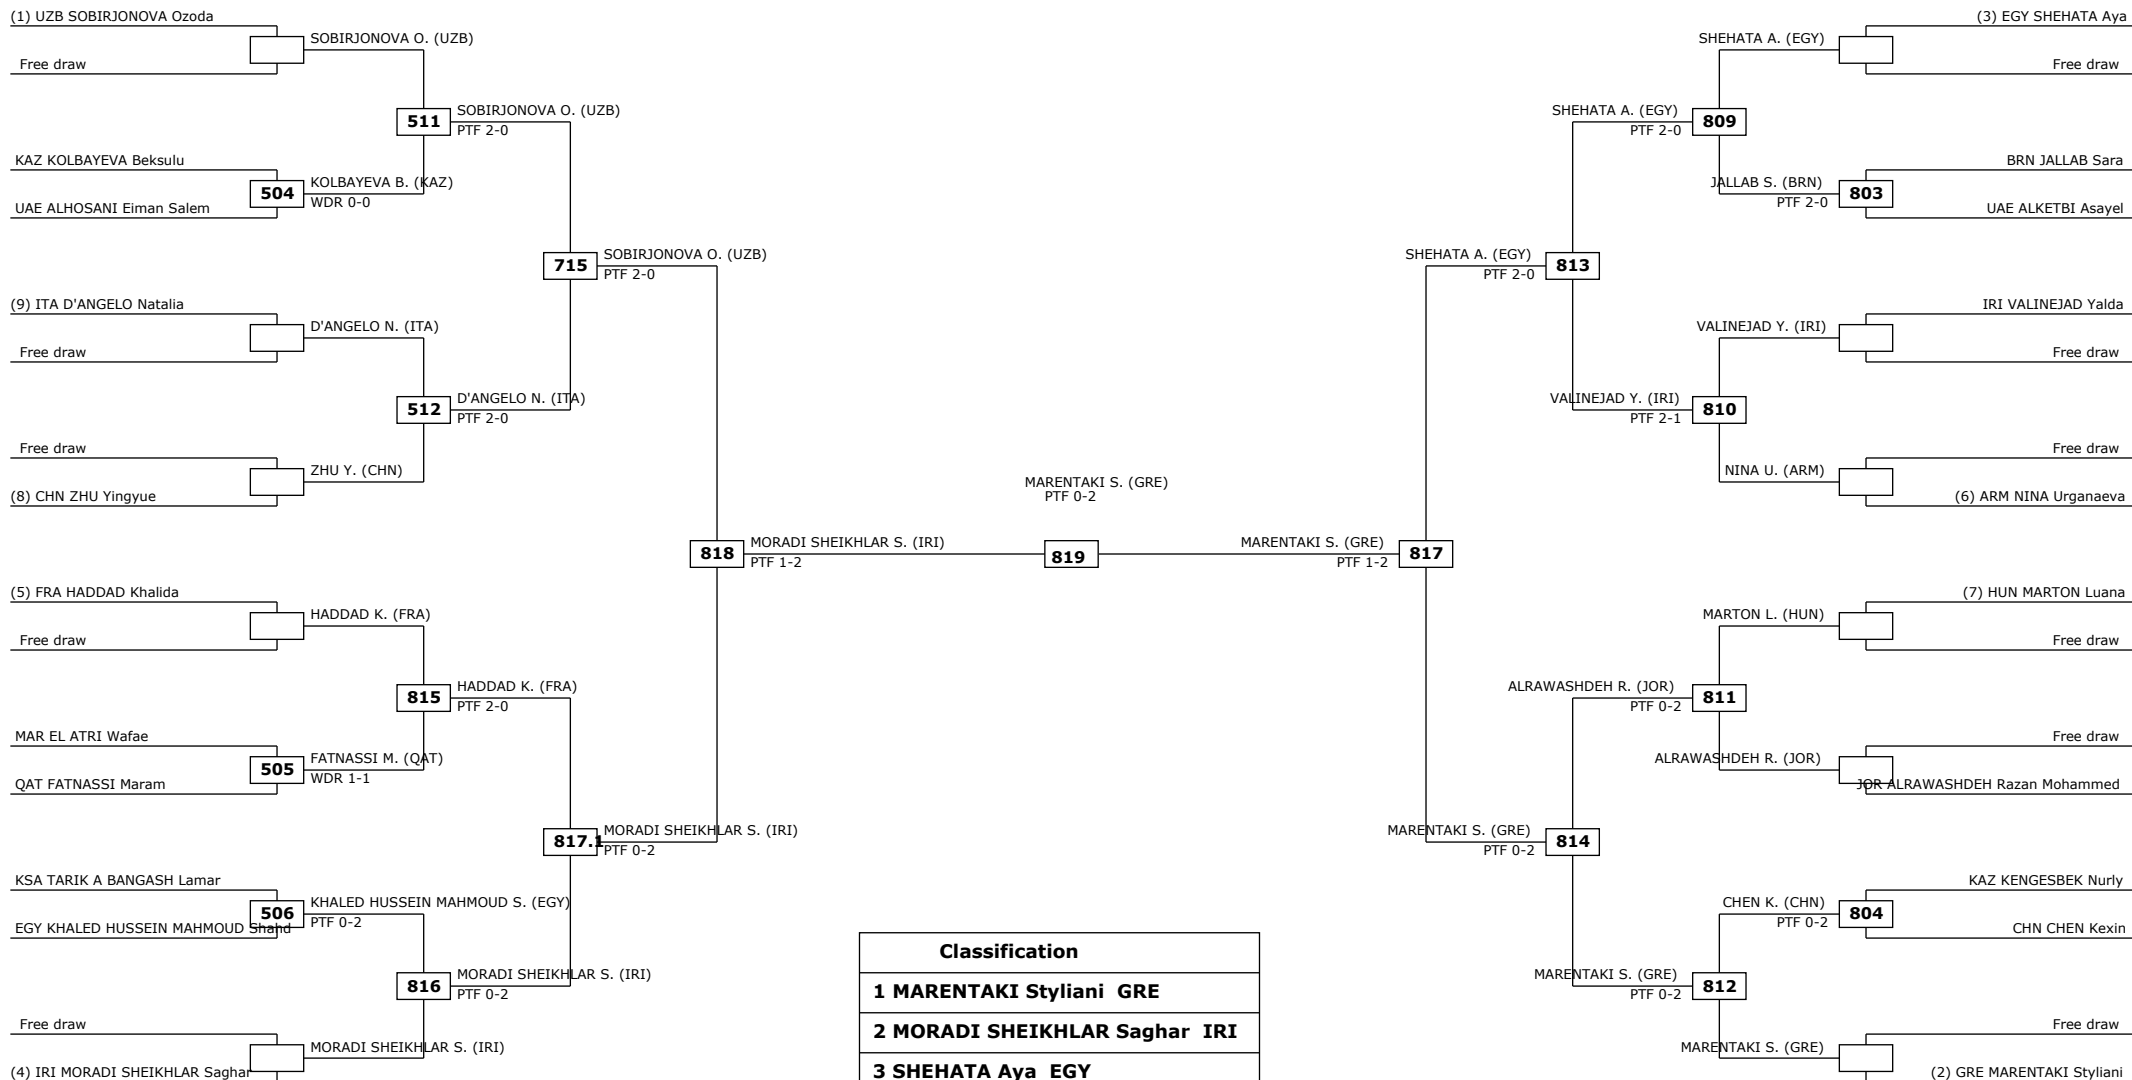 (1) UZB SOBIRJONOVA Ozoda
Free draw
SOBIRJONOVA O. (UZB)
511
SOBIRJONOVA O. (UZB)
PTF 2-0
KAZ KOLBAYEVA Beksulu
504
KOLBAYEVA B. (KAZ)
WDR 0-0
UAE ALHOSANI Eiman Salem
715
SOBIRJONOVA O. (UZB)
PTF 2-0
(9) ITA D'ANGELO Natalia
Free draw
D'ANGELO N. (ITA)
512
D'ANGELO N. (ITA)
PTF 2-0
Free draw
(8) CHN ZHU Yingyue
ZHU Y. (CHN)
818
MORADI SHEIKHLAR S. (IRI)
PTF 1-2
(5) FRA HADDAD Khalida
Free draw
HADDAD K. (FRA)
815
HADDAD K. (FRA)
PTF 2-0
MAR EL ATRI Wafae
505
FATNASSI M. (QAT)
WDR 1-1
QAT FATNASSI Maram
817.1
MORADI SHEIKHLAR S. (IRI)
PTF 0-2
KSA TARIK A BANGASH Lamar
506
KHALED HUSSEIN MAHMOUD S. (EGY)
PTF 0-2
EGY KHALED HUSSEIN MAHMOUD Shahd
816
MORADI SHEIKHLAR S. (IRI)
PTF 0-2
Free draw
(4) IRI MORADI SHEIKHLAR Saghar
MORADI SHEIKHLAR S. (IRI)
MARENTAKI S. (GRE)
PTF 0-2
819
(3) EGY SHEHATA Aya
Free draw
SHEHATA A. (EGY)
SHEHATA A. (EGY)
PTF 2-0
809
BRN JALLAB Sara
JALLAB S. (BRN)
PTF 2-0
803
UAE ALKETBI Asayel
SHEHATA A. (EGY)
PTF 2-0
813
IRI VALINEJAD Yalda
Free draw
VALINEJAD Y. (IRI)
VALINEJAD Y. (IRI)
PTF 2-1
810
Free draw
(6) ARM NINA Urganaeva
NINA U. (ARM)
MARENTAKI S. (GRE)
PTF 1-2
817
(7) HUN MARTON Luana
Free draw
MARTON L. (HUN)
ALRAWASHDEH R. (JOR)
PTF 0-2
811
Free draw
ALRAWASHDEH R. (JOR)
JOR ALRAWASHDEH Razan Mohammed
MARENTAKI S. (GRE)
PTF 0-2
814
KAZ KENGESBEK Nurly
CHEN K. (CHN)
PTF 0-2
804
CHN CHEN Kexin
MARENTAKI S. (GRE)
PTF 0-2
812
Free draw
MARENTAKI S. (GRE)
(2) GRE MARENTAKI Styliani
Classification
1 MARENTAKI Styliani GRE
2 MORADI SHEIKHLAR Saghar IRI
3 SHEHATA Aya EGY